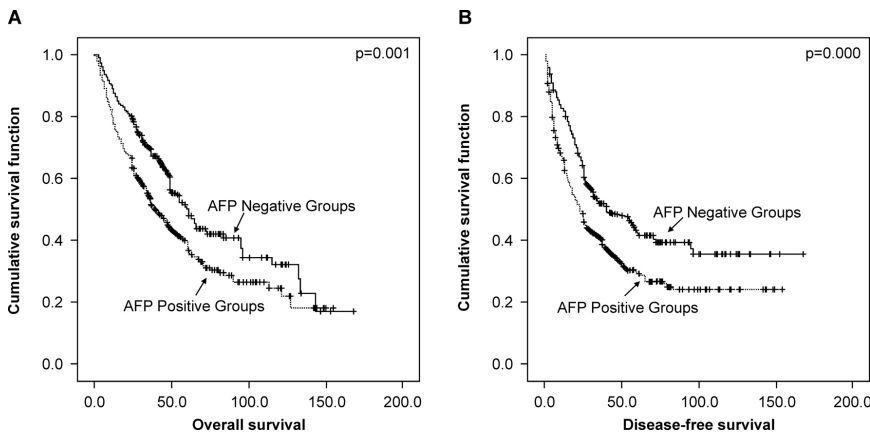 A
p=0.001
1.0
0.8
0.6
0.4
0.2
0.0
Cumulative survival function
AFP Negative Groups
AFP Positive Groups
0.0 50.0 100.0 150.0 200.0
Overall survival
B
p=0.000
1.0
0.8
0.6
0.4
0.2
0.0
Cumulative survival function
AFP Negative Groups
AFP Positive Groups
0.0 50.0 100.0 150.0 200.0
Disease-free survival